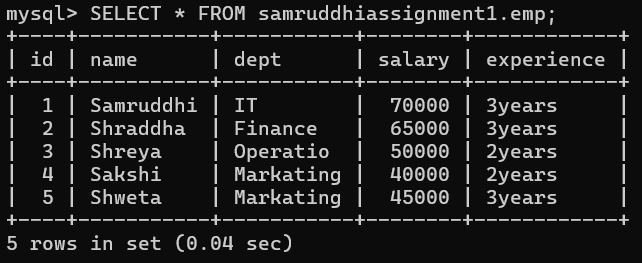 mysql> SELECT * FROM samruddhiassignment1.emp;
+----+-----------+-----------+--------+------------+
| id | name      | dept      | salary | experience |
+----+-----------+-----------+--------+------------+
|  1 | Samruddhi | IT        |  70000 | 3years     |
|  2 | Shraddha  | Finance   |  65000 | 3years     |
|  3 | Shreya    | Operatio  |  50000 | 2years     |
|  4 | Sakshi    | Markating |  40000 | 2years     |
|  5 | Shweta    | Markating |  45000 | 3years     |
+----+-----------+-----------+--------+------------+
5 rows in set (0.04 sec)